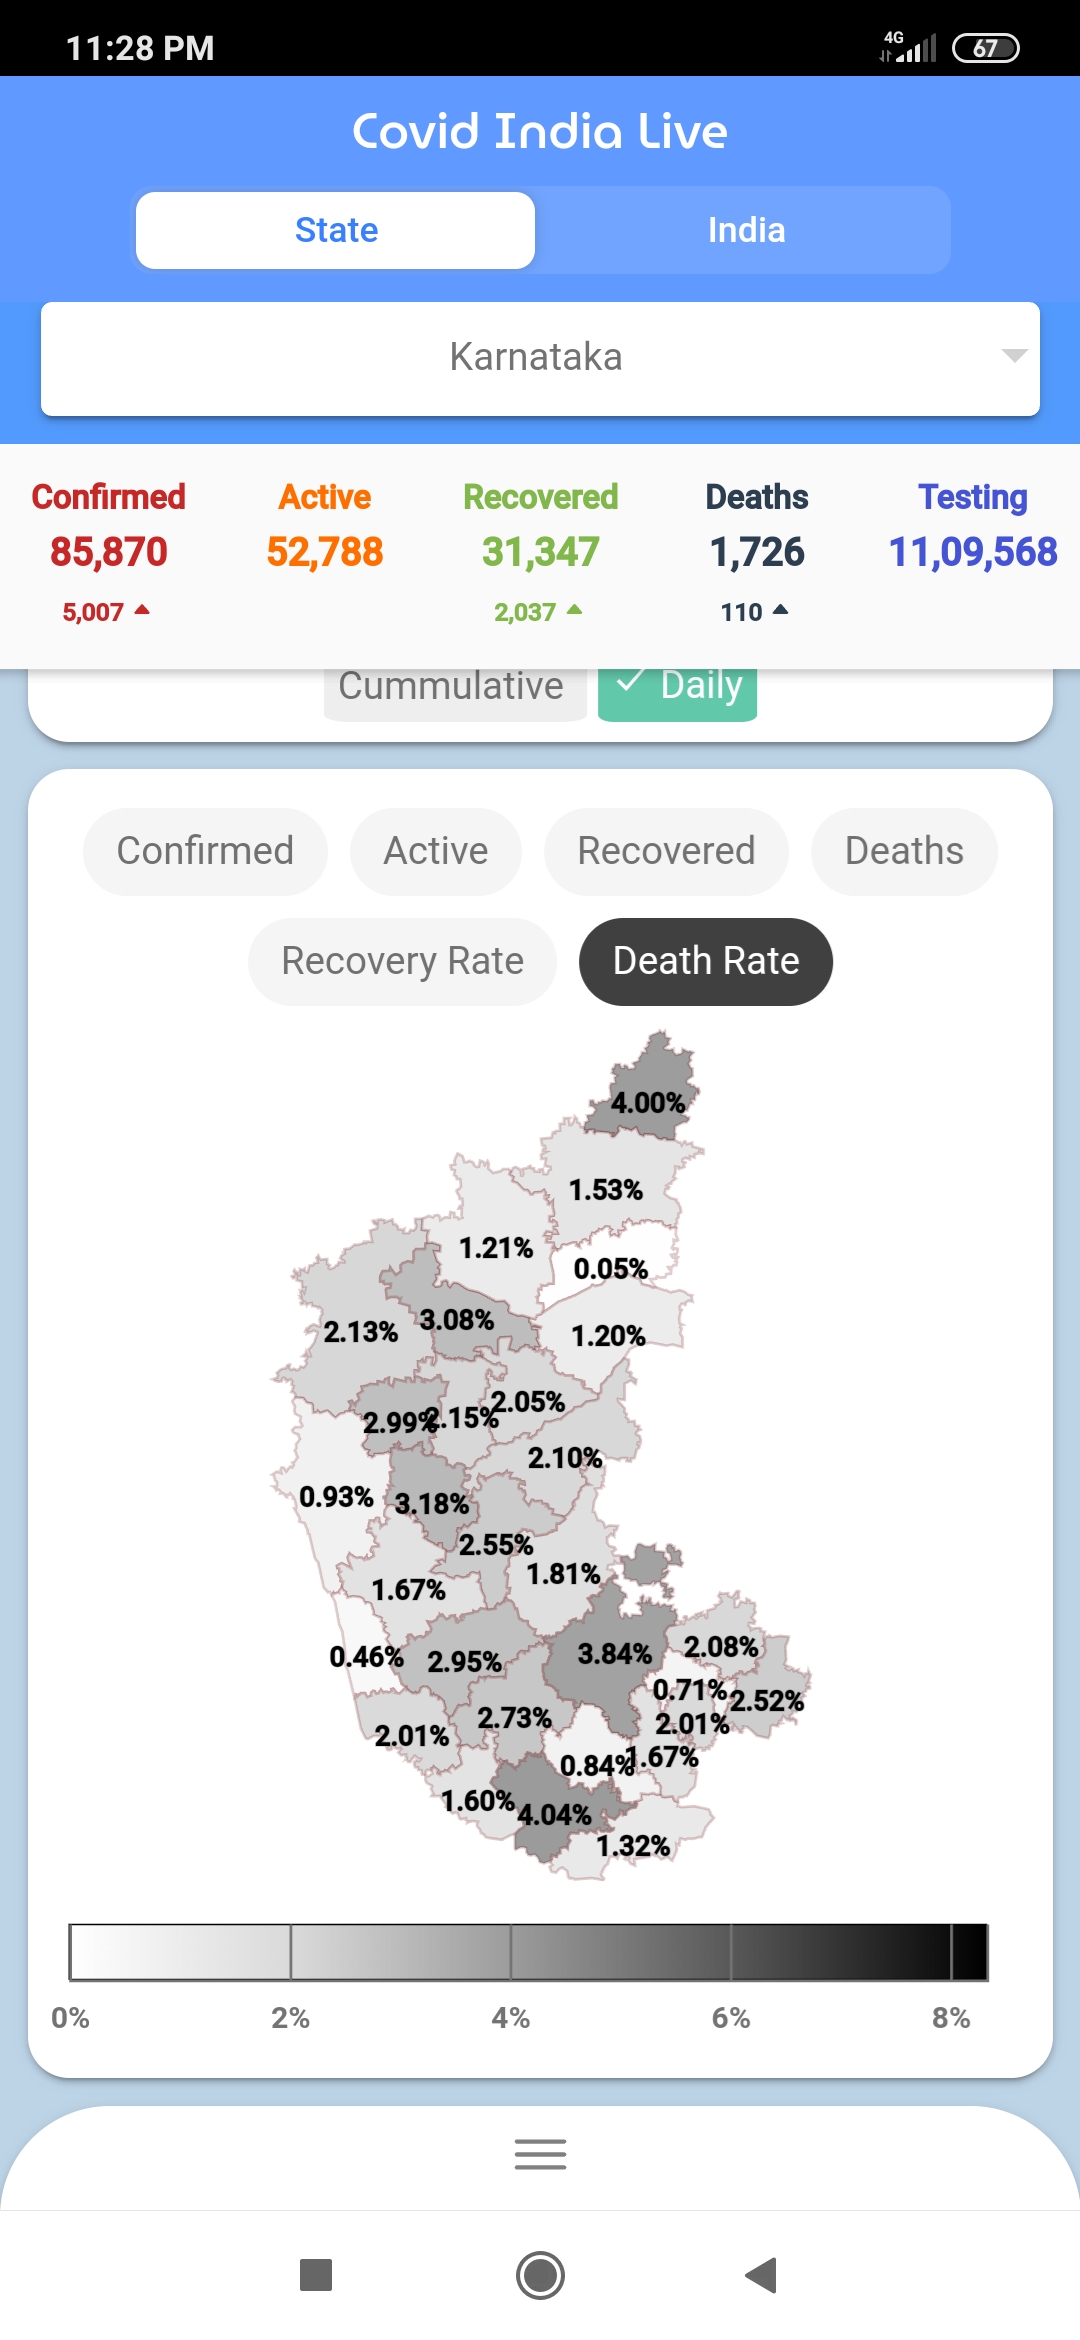 11:28 PM 4G 67
Covid India Live
State India
Karnataka
Confirmed Active Recovered Deaths Testing
85,870 52,788 31,347 1,726 11,09,568
5,007 2,037 110
Cummulative Daily
Confirmed Active Recovered Deaths
Recovery Rate Death Rate
4.00%
1.53%
1.21%
0.05%
3.08%
2.13% 1.20%
2.05%
2.99% 2.15%
2.10%
0.93% 3.18%
2.55%
1.81%
1.67%
0.46% 2.95% 3.84% 2.08%
0.71% 2.52%
2.01% 2.73% 2.01%
0.84% 1.67%
1.60% 4.04%
1.32%
0% 2% 4% 6% 8%